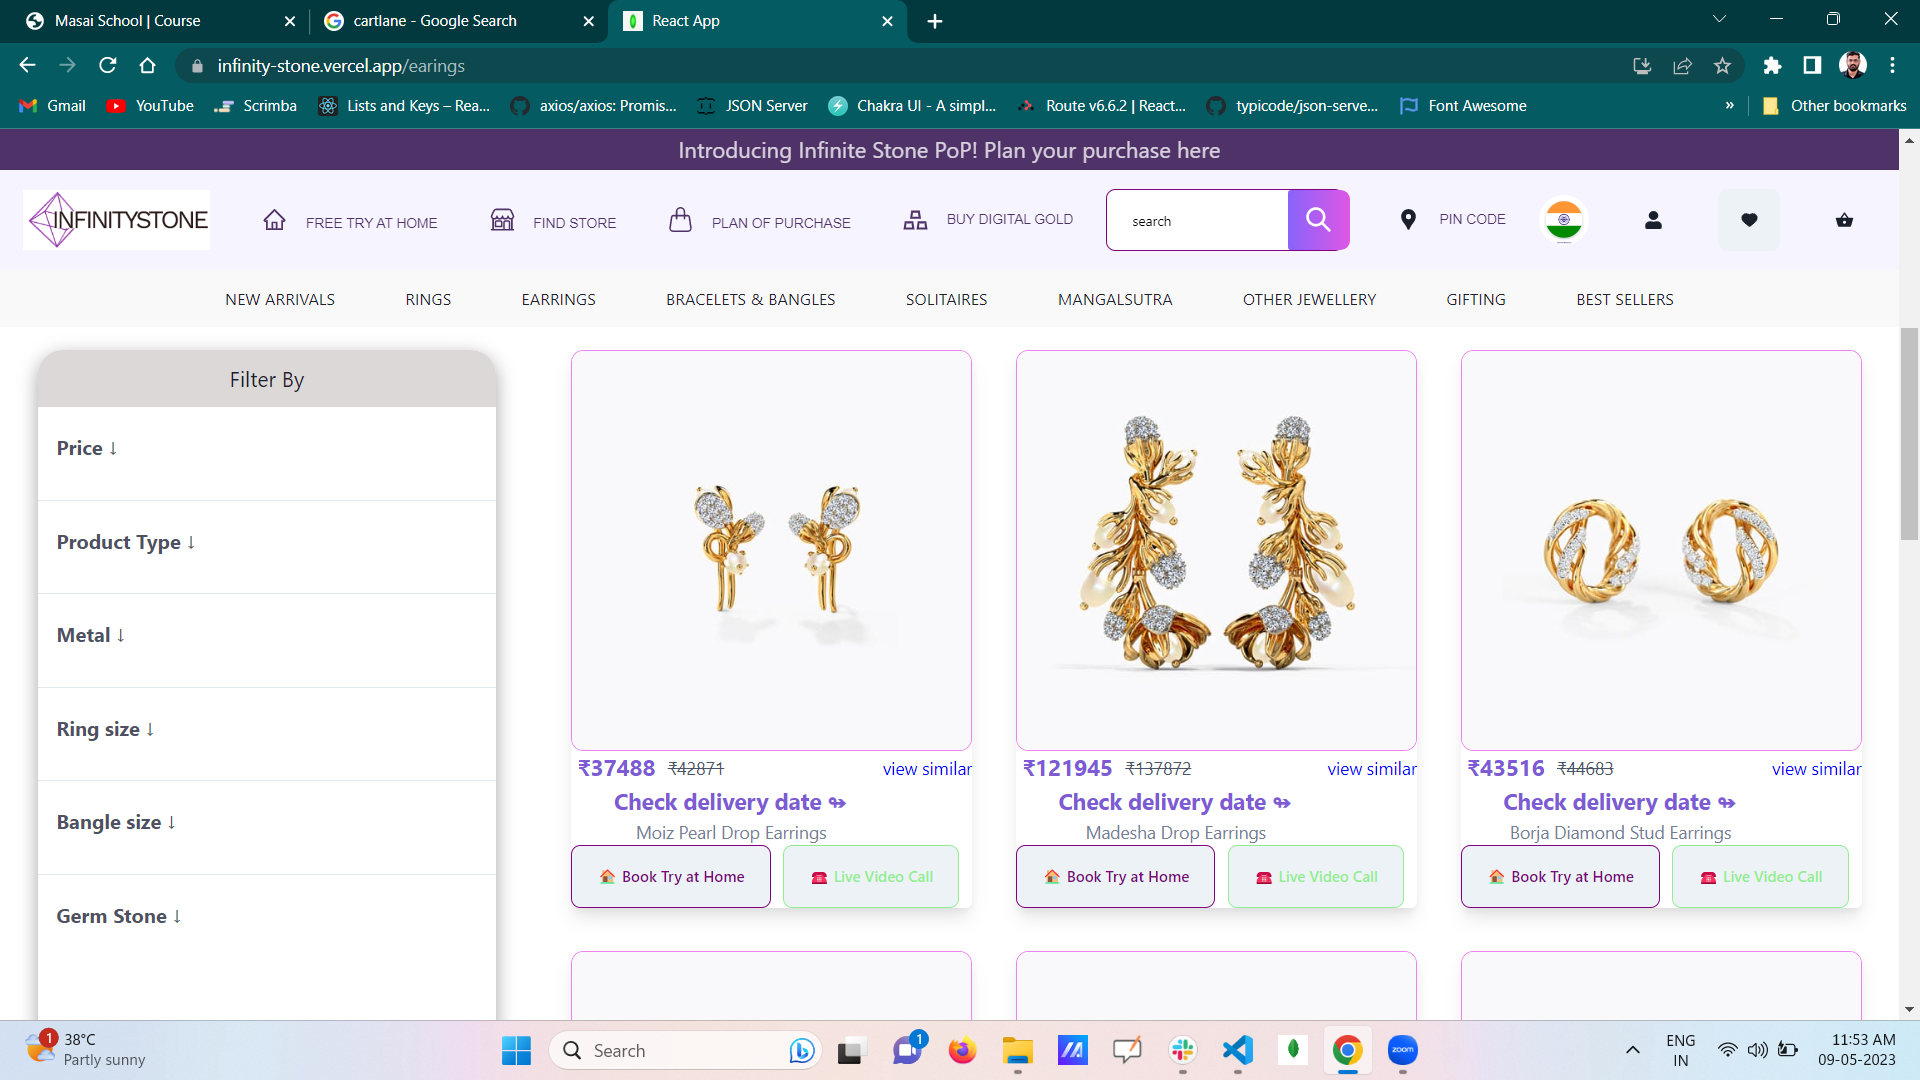 Masai School | Course
cartlane - Google Search
React App
infinity-stone.vercel.app/earings
Gmail
YouTube
Scrimba
Lists and Keys – Rea...
axios/axios: Promis...
JSON Server
Chakra UI - A simpl...
Route v6.6.2 | React...
typicode/json-serve...
Font Awesome
»
Other bookmarks
Introducing Infinite Stone PoP! Plan your purchase here
INFINITYSTONE
FREE TRY AT HOME
FIND STORE
PLAN OF PURCHASE
BUY DIGITAL GOLD
search
PIN CODE
NEW ARRIVALS
RINGS
EARRINGS
BRACELETS & BANGLES
SOLITAIRES
MANGALSUTRA
OTHER JEWELLERY
GIFTING
BEST SELLERS
Filter By
Price ↓
Product Type ↓
Metal ↓
Ring size ↓
Bangle size ↓
Germ Stone ↓
₹37488 ₹42871 view similar
Check delivery date ↬
Moiz Pearl Drop Earrings
Book Try at Home
Live Video Call
₹121945 ₹137872 view similar
Check delivery date ↬
Madesha Drop Earrings
Book Try at Home
Live Video Call
₹43516 ₹44683 view similar
Check delivery date ↬
Borja Diamond Stud Earrings
Book Try at Home
Live Video Call
1
38°C
Partly sunny
Search
1
zoom
ENG
IN
11:53 AM
09-05-2023